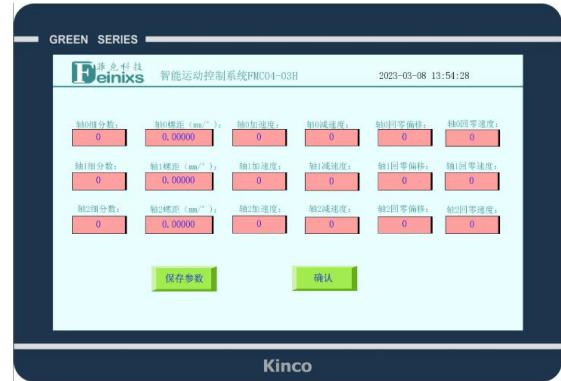 GREEN SERIES
菲克科技
Feinixs
智能运动控制系统FMC04-03H
2023-03-08 13:54:28
轴0细分数: 轴0螺距（mm/°）: 轴0加速度: 轴0减速度: 轴0回零偏移: 轴0回零速度:
0 0.00000 0 0 0 0
轴1细分数: 轴1螺距（mm/°）: 轴1加速度: 轴1减速度: 轴1回零偏移: 轴1回零速度:
0 0.00000 0 0 0 0
轴2细分数: 轴2螺距（mm/°）: 轴2加速度: 轴2减速度: 轴2回零偏移: 轴2回零速度:
0 0.00000 0 0 0 0
保存参数 确认
Kinco